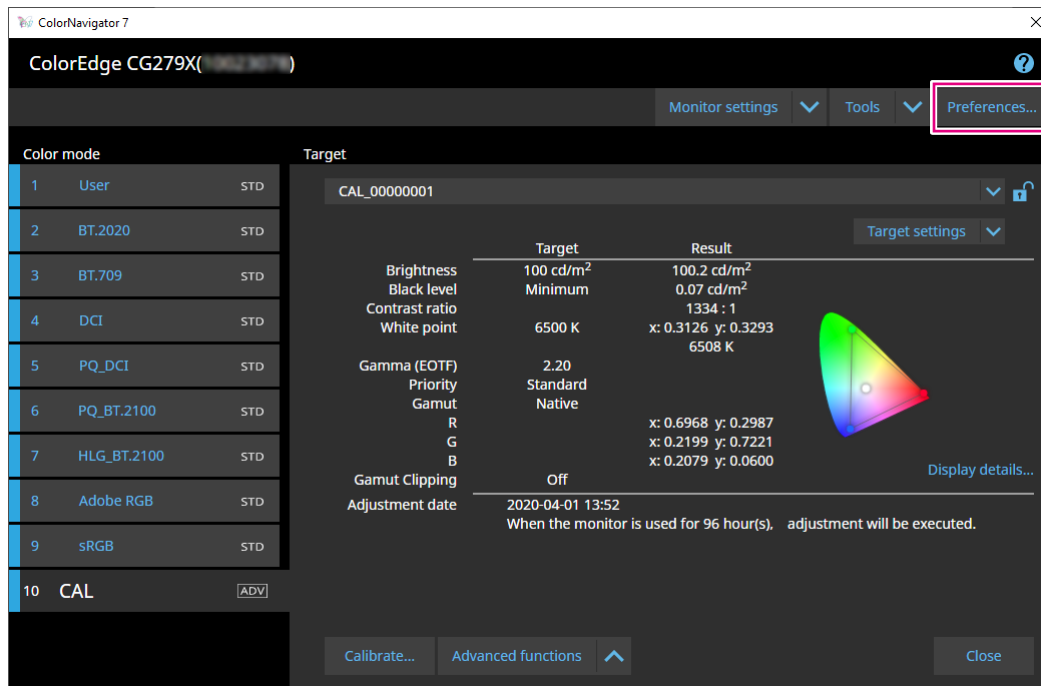 ColorNavigator 7
ColorEdge CG279X( )
Monitor settings Tools Preferences...
Color mode
Target
1 User STD
2 BT.2020 STD
3 BT.709 STD
4 DCI STD
5 PQ_DCI STD
6 PQ_BT.2100 STD
7 HLG_BT.2100 STD
8 Adobe RGB STD
9 sRGB STD
10 CAL ADV
CAL_00000001
Target settings
Target Result
Brightness 100 cd/m² 100.2 cd/m²
Black level Minimum 0.07 cd/m²
Contrast ratio 1334 : 1
White point 6500 K x: 0.3126 y: 0.3293
6508 K
Gamma (EOTF) 2.20
Priority Standard
Gamut Native
R x: 0.6968 y: 0.2987
G x: 0.2199 y: 0.7221
B x: 0.2079 y: 0.0600
Gamut Clipping Off
Display details...
Adjustment date 2020-04-01 13:52
When the monitor is used for 96 hour(s), adjustment will be executed.
Calibrate... Advanced functions Close